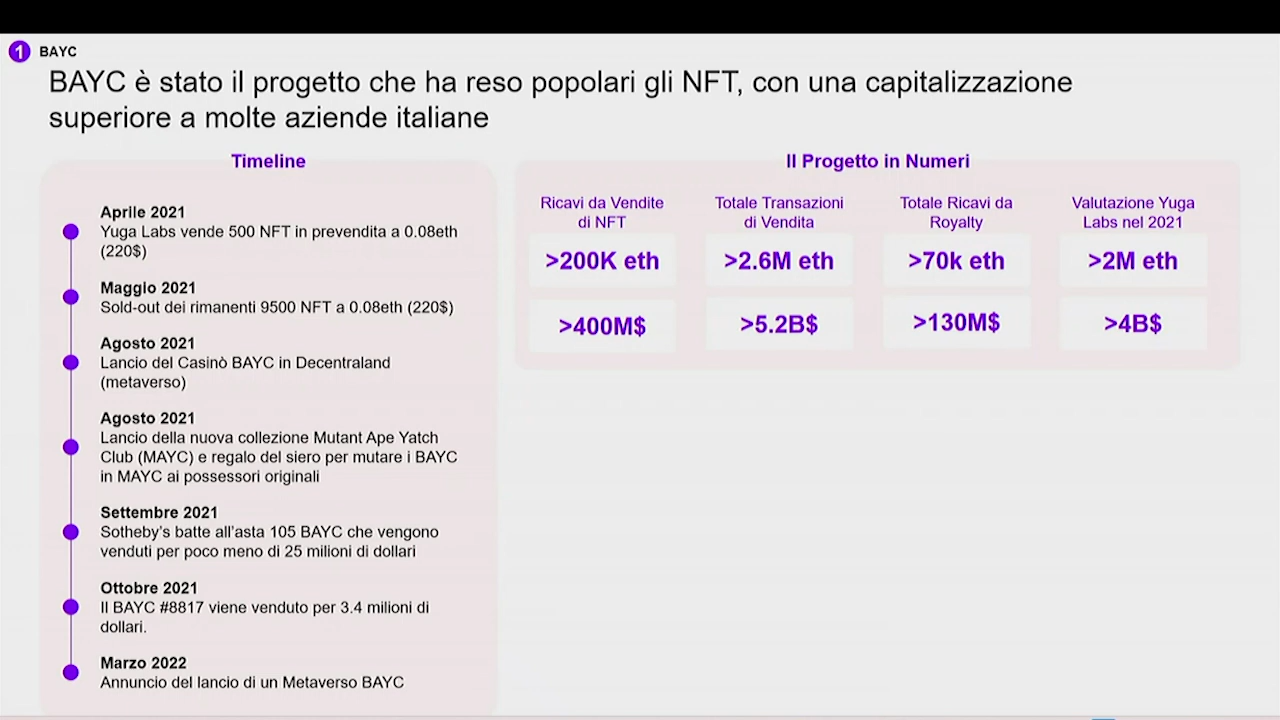 1 BAYC
BAYC è stato il progetto che ha reso popolari gli NFT, con una capitalizzazione
superiore a molte aziende italiane
Timeline
Aprile 2021
Yuga Labs vende 500 NFT in prevendita a 0.08eth
(220$)
Maggio 2021
Sold-out dei rimanenti 9500 NFT a 0.08eth (220$)
Agosto 2021
Lancio del Casinò BAYC in Decentraland
(metaverso)
Agosto 2021
Lancio della nuova collezione Mutant Ape Yatch
Club (MAYC) e regalo del siero per mutare i BAYC
in MAYC ai possessori originali
Settembre 2021
Sotheby's batte all'asta 105 BAYC che vengono
venduti per poco meno di 25 milioni di dollari
Ottobre 2021
Il BAYC #8817 viene venduto per 3.4 milioni di
dollari.
Marzo 2022
Annuncio del lancio di un Metaverso BAYC
Il Progetto in Numeri
Ricavi da Vendite
di NFT
>200K eth
>400M$
Totale Transazioni
di Vendita
>2.6M eth
>5.2B$
Totale Ricavi da
Royalty
>70k eth
>130M$
Valutazione Yuga
Labs nel 2021
>2M eth
>4B$